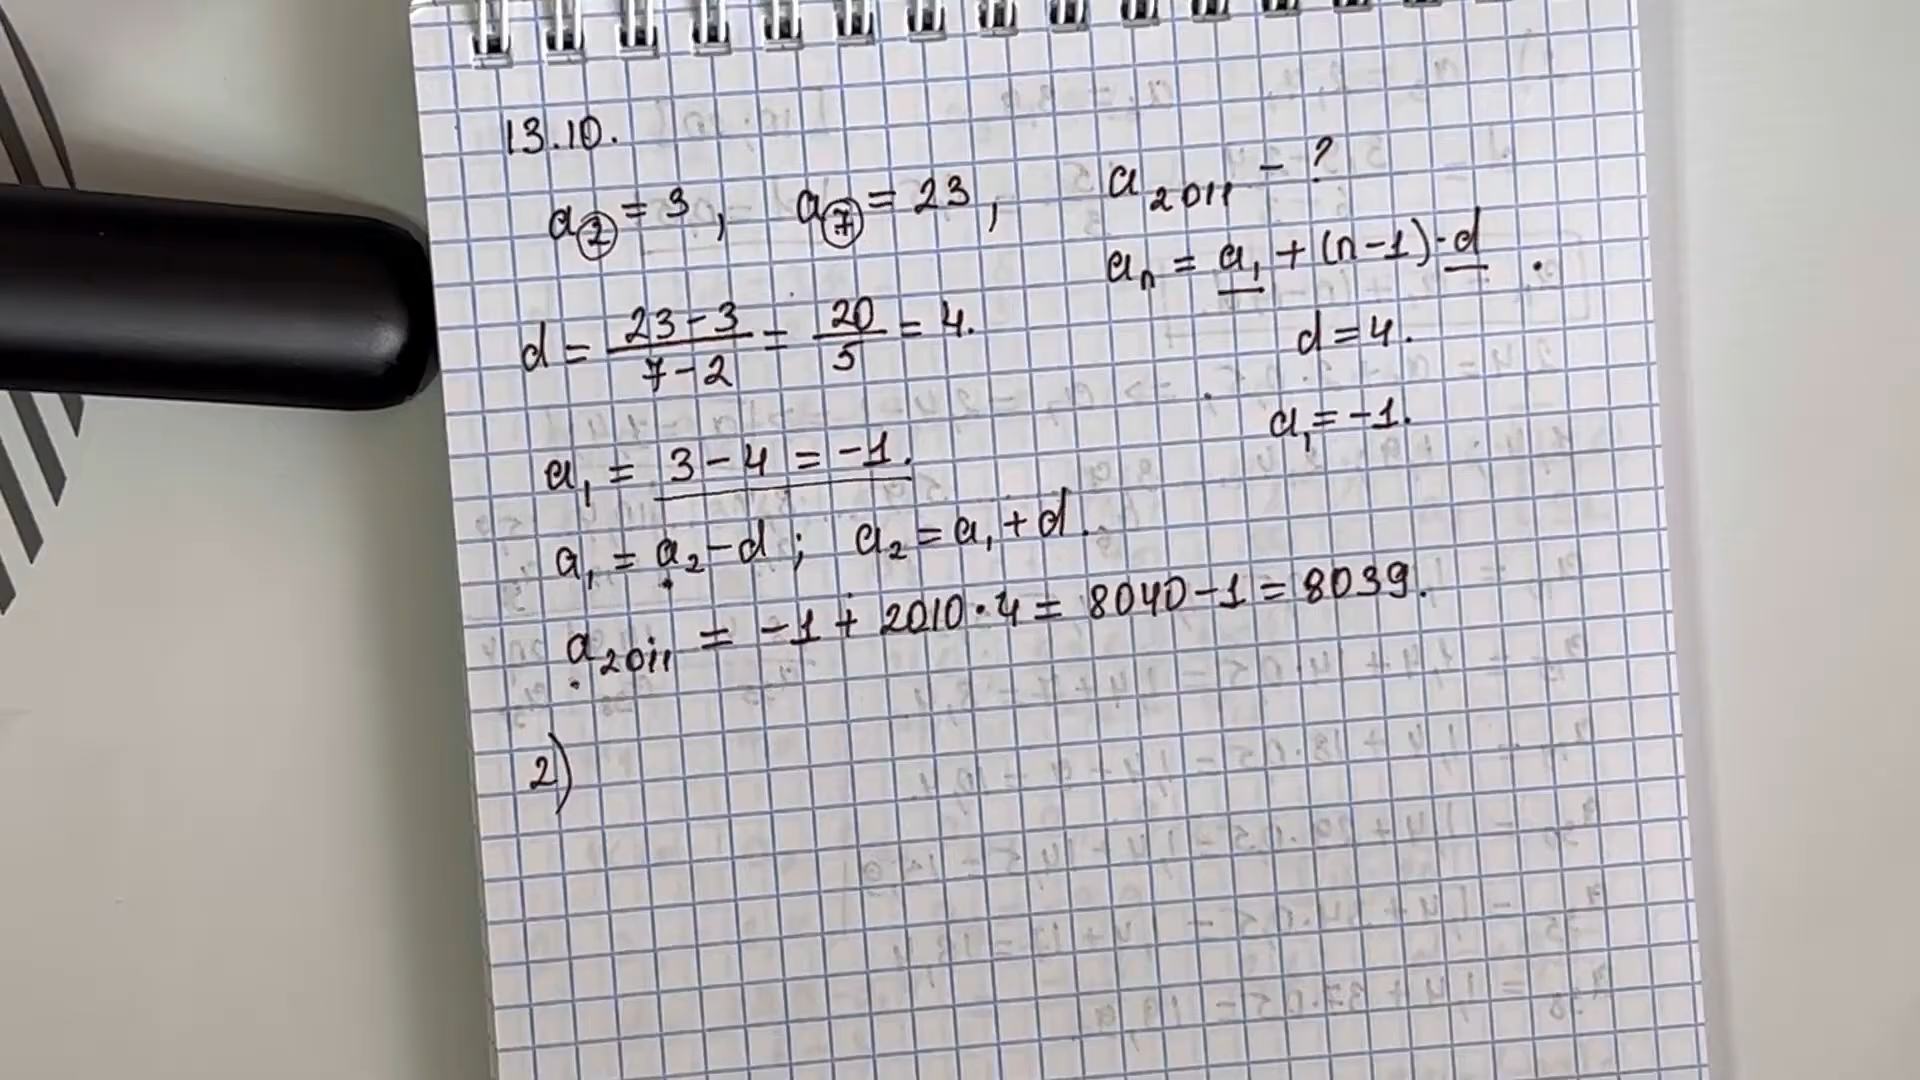 13.10.
a₂ = 3, a₇ = 23, a₂₀₁₁ - ?
aₙ = a₁ + (n-1)·d
d = (23-3)/(7-2) = 20/5 = 4.
d = 4.
a₁ = -1.
a₁ = 3-4 = -1.
a₁ = a₂-d; a₂ = a₁+d.
a₂₀₁₁ = -1 + 2010·4 = 8040-1 = 8039.
2)